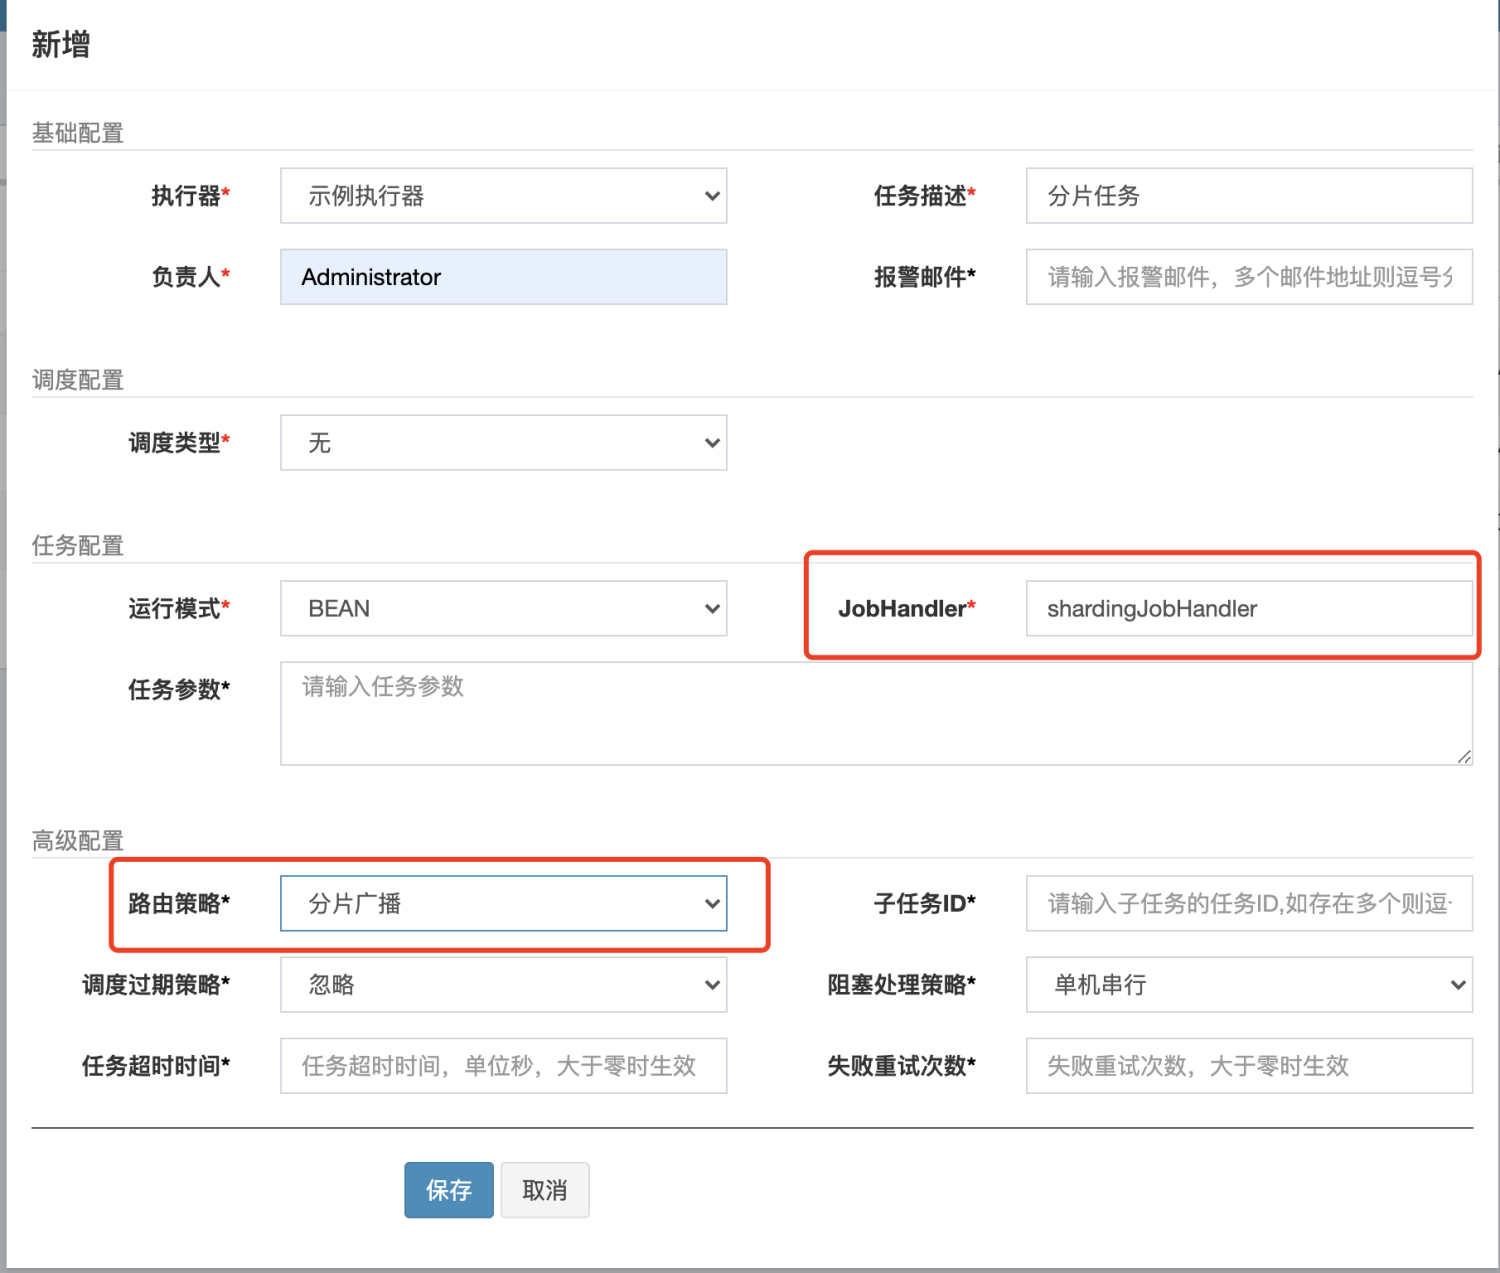 新增
基础配置
执行器* 示例执行器 任务描述* 分片任务
负责人* Administrator 报警邮件* 请输入报警邮件，多个邮件地址则逗号分
调度配置
调度类型* 无
任务配置
运行模式* BEAN JobHandler* shardingJobHandler
任务参数* 请输入任务参数
高级配置
路由策略* 分片广播 子任务ID* 请输入子任务的任务ID,如存在多个则逗
调度过期策略* 忽略 阻塞处理策略* 单机串行
任务超时时间* 任务超时时间，单位秒，大于零时生效 失败重试次数* 失败重试次数，大于零时生效
保存 取消